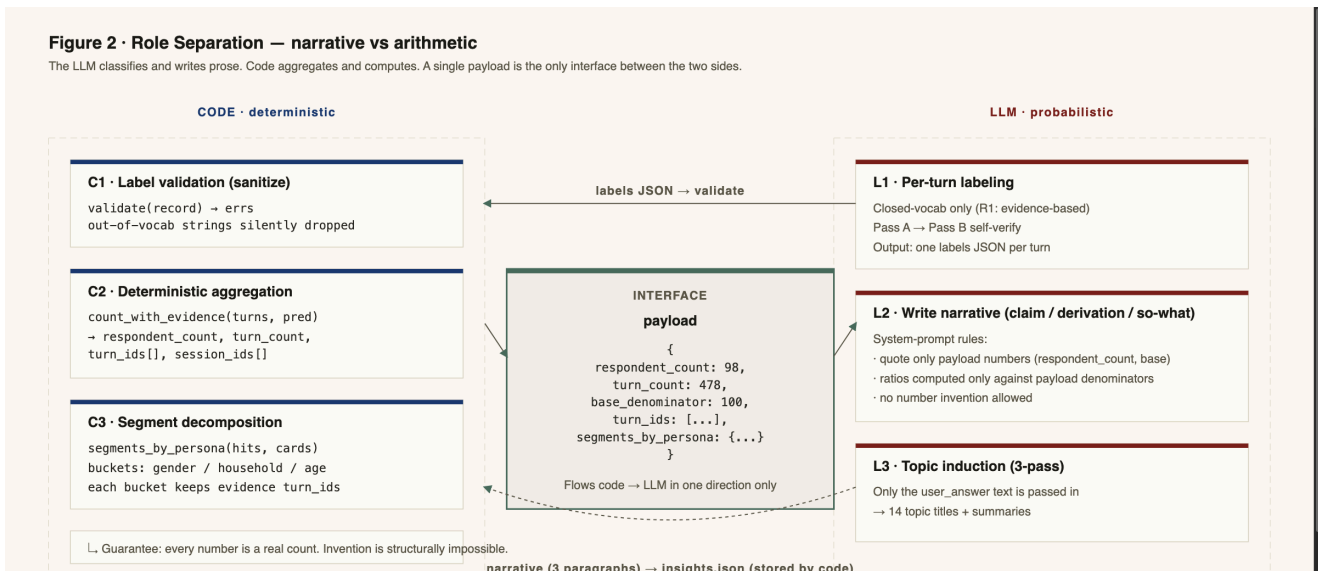 Figure 2 · Role Separation — narrative vs arithmetic
The LLM classifies and writes prose. Code aggregates and computes. A single payload is the only interface between the two sides.
CODE · deterministic
LLM · probabilistic
C1 · Label validation (sanitize)
validate(record) → errs
out-of-vocab strings silently dropped
C2 · Deterministic aggregation
count_with_evidence(turns, pred)
→ respondent_count, turn_count,
turn_ids[], session_ids[]
C3 · Segment decomposition
segments_by_persona(hits, cards)
buckets: gender / household / age
each bucket keeps evidence turn_ids
↳ Guarantee: every number is a real count. Invention is structurally impossible.
labels JSON → validate
INTERFACE
payload
{
respondent_count: 98,
turn_count: 478,
base_denominator: 100,
turn_ids: [...],
segments_by_persona: {...}
}
Flows code → LLM in one direction only
narrative (3 paragraphs) → insights.json (stored by code)
L1 · Per-turn labeling
Closed-vocab only (R1: evidence-based)
Pass A → Pass B self-verify
Output: one labels JSON per turn
L2 · Write narrative (claim / derivation / so-what)
System-prompt rules:
· quote only payload numbers (respondent_count, base)
· ratios computed only against payload denominators
· no number invention allowed
L3 · Topic induction (3-pass)
Only the user_answer text is passed in
→ 14 topic titles + summaries